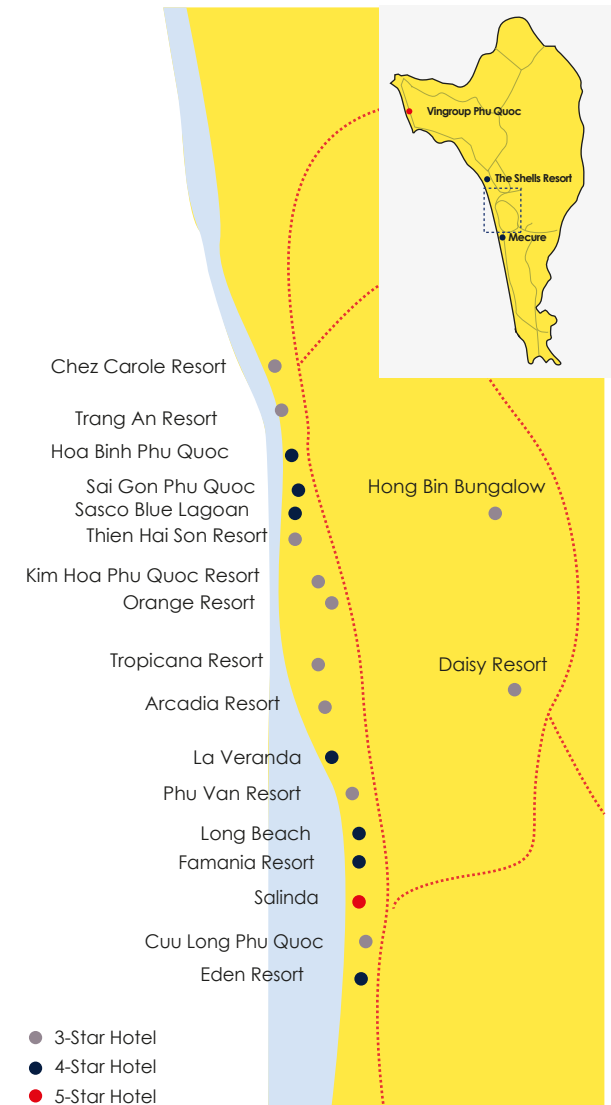 Vingroup Phu Quoc
The Shells Resort
Mecure
Chez Carole Resort
Trang An Resort
Hoa Binh Phu Quoc
Sai Gon Phu Quoc
Hong Bin Bungalow
Sasco Blue Lagoan
Thien Hai Son Resort
Kim Hoa Phu Quoc Resort
Orange Resort
Tropicana Resort
Daisy Resort
Arcadia Resort
La Veranda
Phu Van Resort
Long Beach
Famania Resort
Salinda
Cuu Long Phu Quoc
Eden Resort
3-Star Hotel
4-Star Hotel
5-Star Hotel